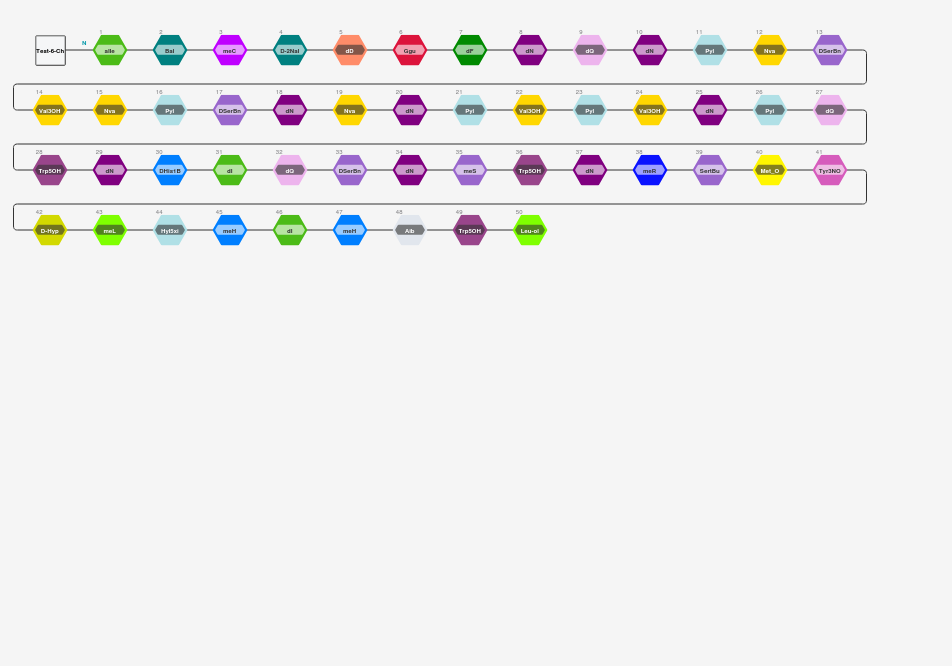 1 2 3 4 5 6 7 8 9 10 11 12 13
Test-6-Ch N aIle Bal meC D-2Nal dD Ggu dF dN dG dN Pyl Nva DSerBn
14 15 16 17 18 19 20 21 22 23 24 25 26 27
Val3OH Nva Pyl DSerBn dN Nva dN Pyl Val3OH Pyl Val3OH dN Pyl dG
28 29 30 31 32 33 34 35 36 37 38 39 40 41
Trp5OH dN DHis1B dI dQ DSerBn dN meS Trp5OH dN meR SertBu Met_O Tyr3NO
42 43 44 45 46 47 48 49 50
D-Hyp meL Hyl5xi meH dI meH Aib Trp5OH Leu-ol